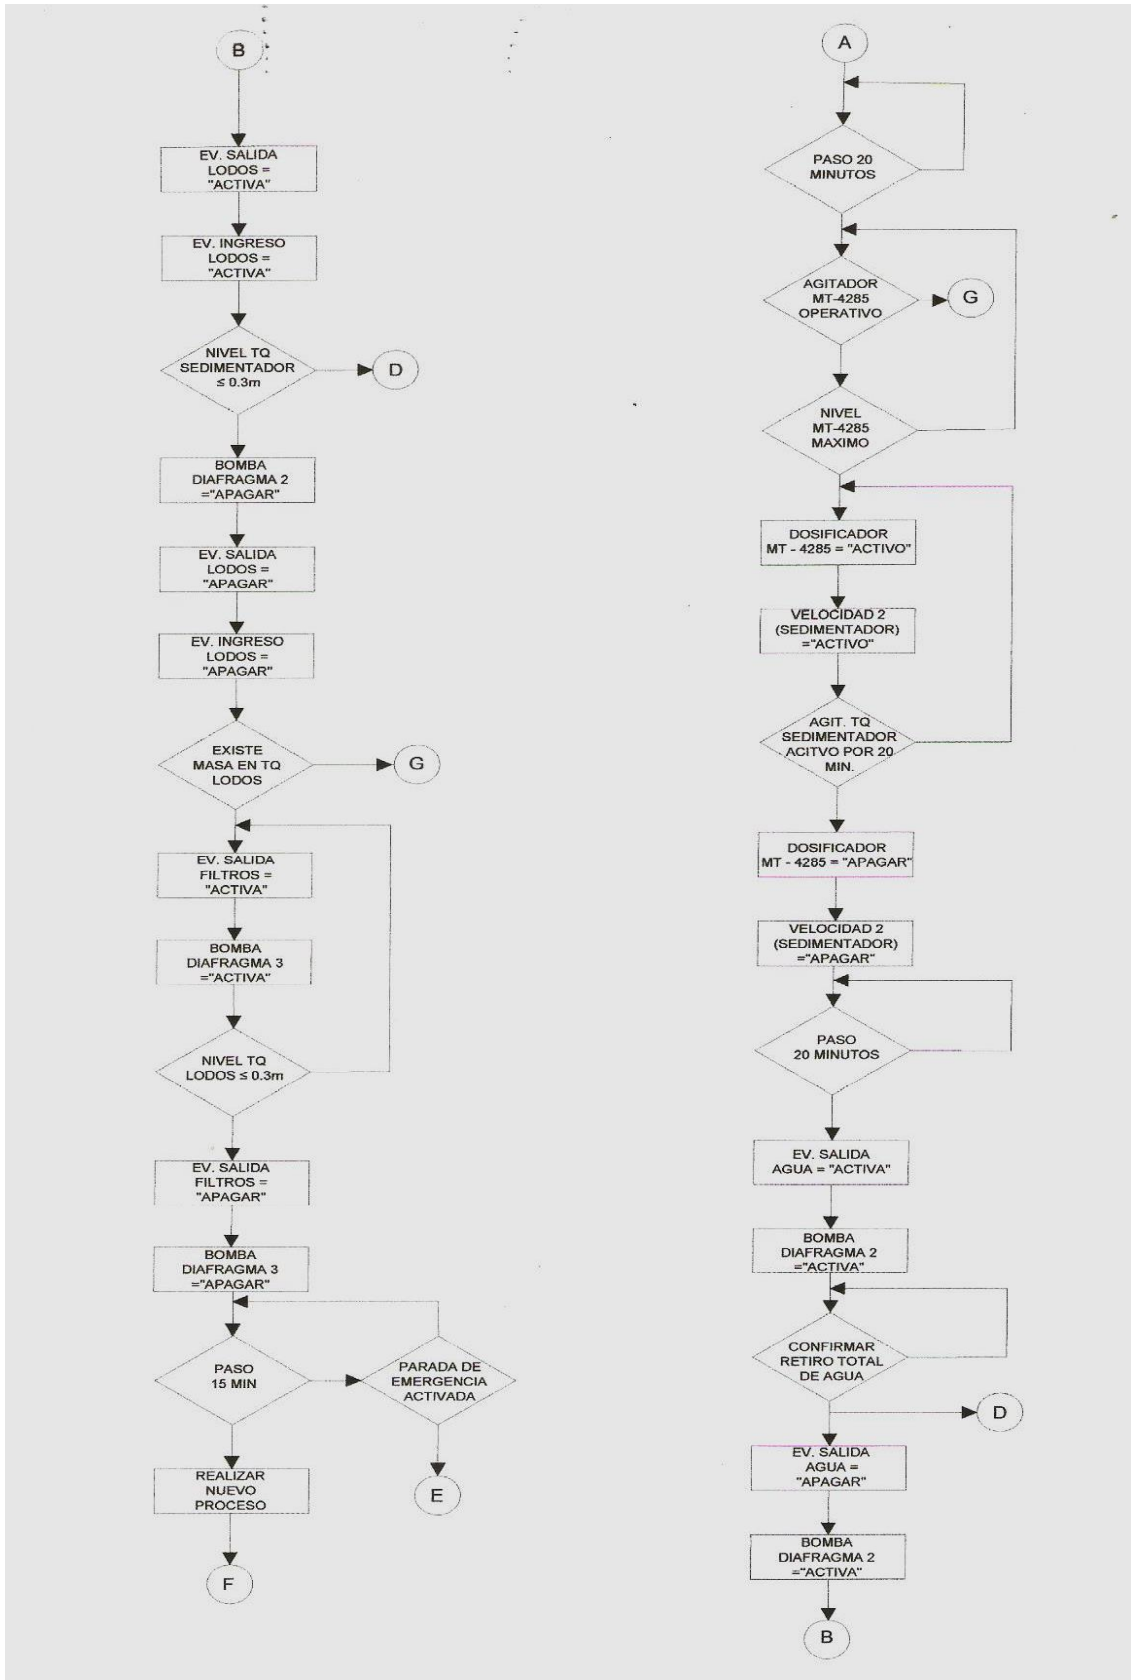 B
EV. SALIDA
LODOS =
"ACTIVA"
EV. INGRESO
LODOS =
"ACTIVA"
NIVEL TQ
SEDIMENTADOR
≤ 0.3m
D
BOMBA
DIAFRAGMA 2
="APAGAR"
EV. SALIDA
LODOS =
"APAGAR"
EV. INGRESO
LODOS =
"APAGAR"
EXISTE
MASA EN TQ
LODOS
G
EV. SALIDA
FILTROS =
"ACTIVA"
BOMBA
DIAFRAGMA 3
="ACTIVA"
NIVEL TQ
LODOS ≤ 0.3m
EV. SALIDA
FILTROS =
"APAGAR"
BOMBA
DIAFRAGMA 3
="APAGAR"
PASO
15 MIN
PARADA DE
EMERGENCIA
ACTIVADA
REALIZAR
NUEVO
PROCESO
E
F
A
PASO 20
MINUTOS
AGITADOR
MT-4285
OPERATIVO
G
NIVEL
MT-4285
MAXIMO
DOSIFICADOR
MT - 4285 = "ACTIVO"
VELOCIDAD 2
(SEDIMENTADOR)
="ACTIVO"
AGIT. TQ
SEDIMENTADOR
ACITVO POR 20
MIN.
DOSIFICADOR
MT - 4285 = "APAGAR"
VELOCIDAD 2
(SEDIMENTADOR)
="APAGAR"
PASO
20 MINUTOS
EV. SALIDA
AGUA = "ACTIVA"
BOMBA
DIAFRAGMA 2
="ACTIVA"
CONFIRMAR
RETIRO TOTAL
DE AGUA
D
EV. SALIDA
AGUA =
"APAGAR"
BOMBA
DIAFRAGMA 2
="ACTIVA"
B